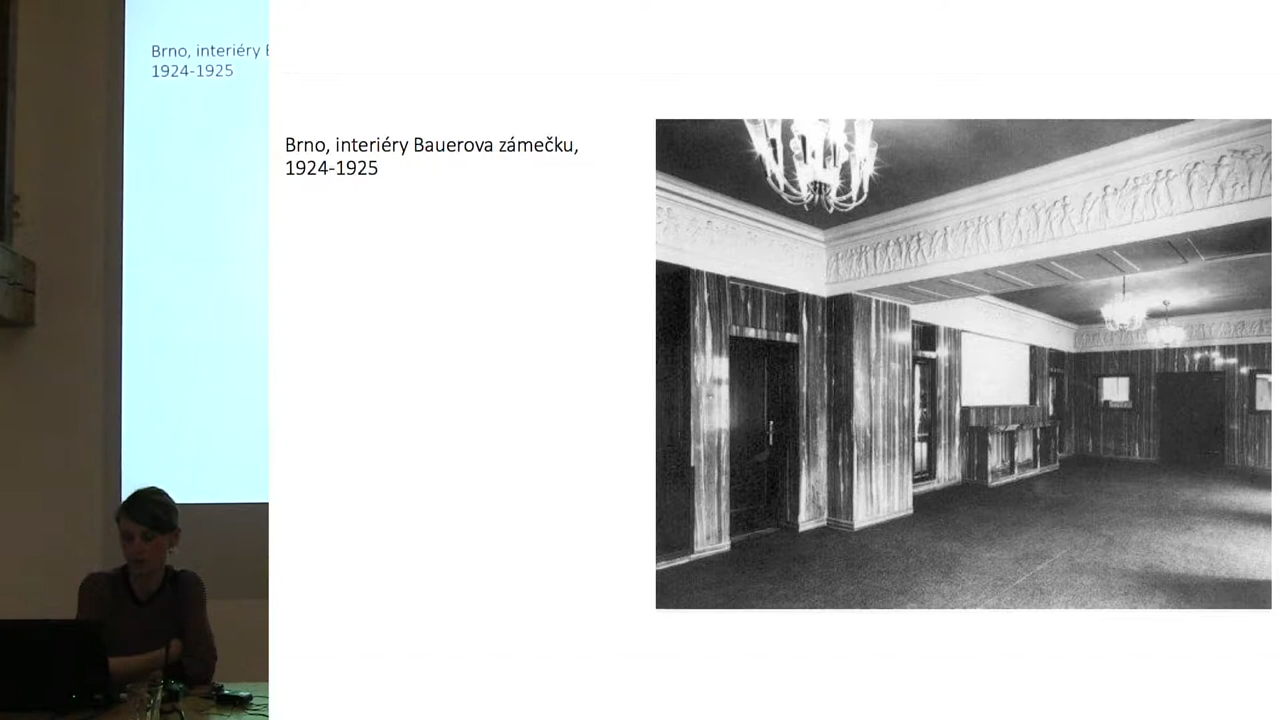 Brno, interiéry
1924-1925
Brno, interiéry Bauerova zámečku,
1924-1925